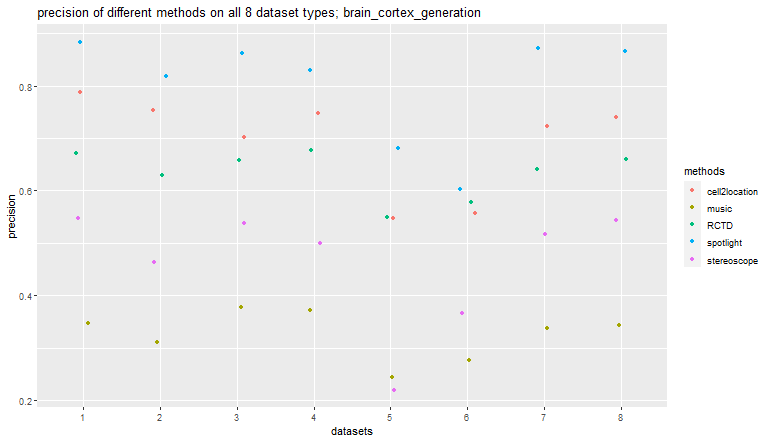 precision of different methods on all 8 dataset types; brain_cortex_generation
precision
0.8
0.6
0.4
0.2
1 2 3 4 5 6 7 8
datasets
methods
cell2location
music
RCTD
spotlight
stereoscope